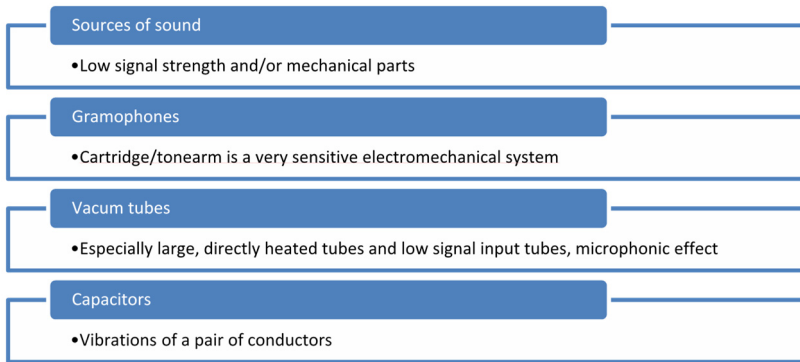 Sources of sound
•Low signal strength and/or mechanical parts
Gramophones
•Cartridge/tonearm is a very sensitive electromechanical system
Vacum tubes
•Especially large, directly heated tubes and low signal input tubes, microphonic effect
Capacitors
•Vibrations of a pair of conductors